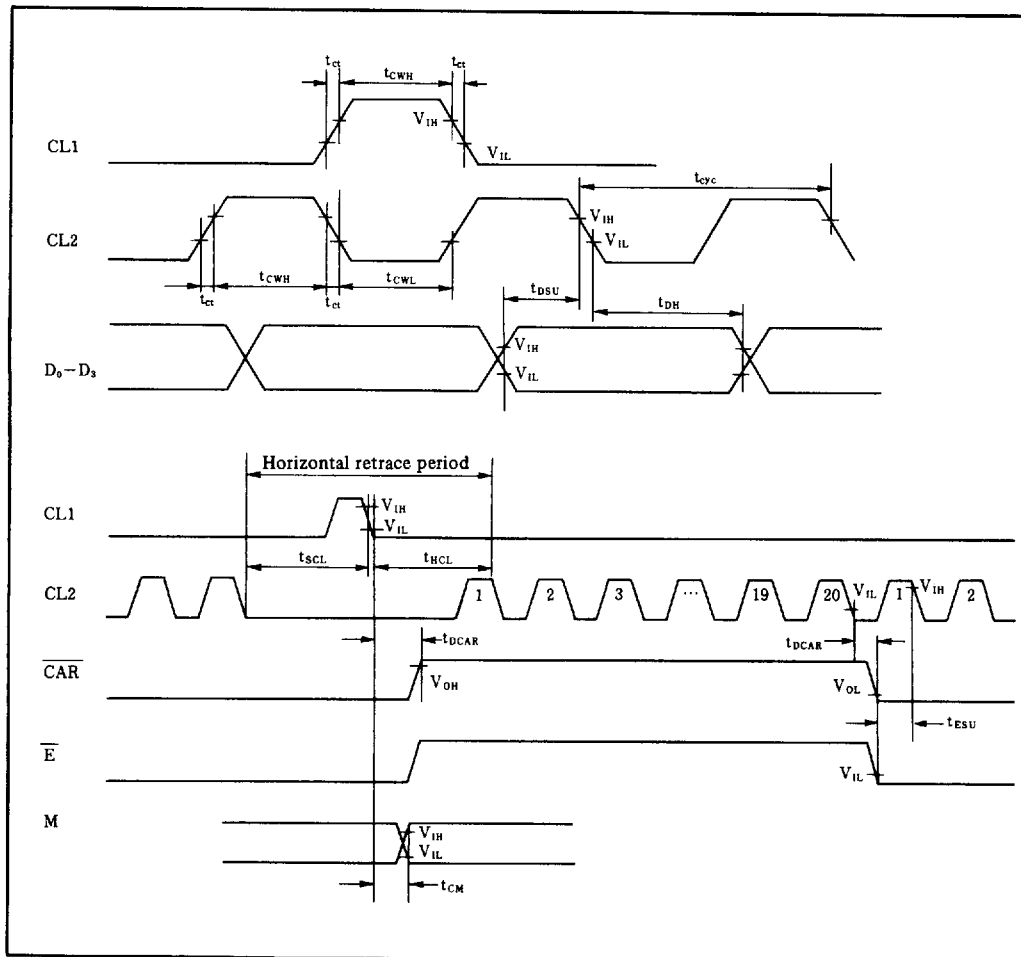 tct tCWH tct
VIH
CL1 VIL
tcyc
VIH
CL2 VIL
tct tCWH tct tCWL tDSU tDH
VIH
D0－D3 VIL
Horizontal retrace period
CL1 VIH
VIL
tSCL tHCL
CL2 1 2 3 ... 19 20 VIL 1 VIH 2
tDCAR tDCAR
CAR VOH VOL
tESU
E VIL
M VIH
VIL
tCM